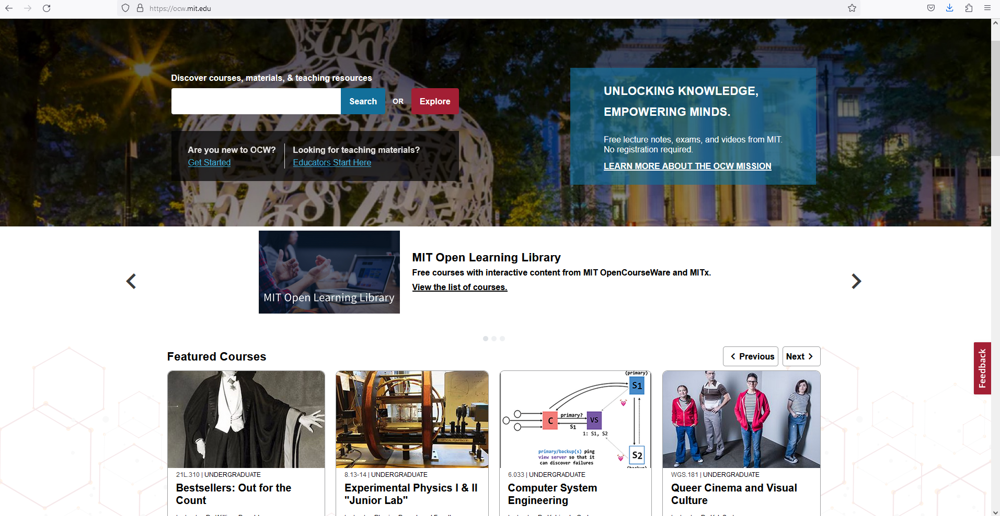 https://ocw.mit.edu
Discover courses, materials, & teaching resources
Search OR Explore
Are you new to OCW?
Get Started
Looking for teaching materials?
Educators Start Here
UNLOCKING KNOWLEDGE,
EMPOWERING MINDS.
Free lecture notes, exams, and videos from MIT.
No registration required.
LEARN MORE ABOUT THE OCW MISSION
MIT Open Learning Library
MIT Open Learning Library
Free courses with interactive content from MIT OpenCourseWare and MITx.
View the list of courses.
Feedback
Featured Courses
Previous
Next
OPTICAL PUMPING
(primary)
S1
C
primary?
S1
VS
1: S1, S2
primary/backup(s) ping
view server so that it
can discover failures
S2
21L.310 | UNDERGRADUATE
Bestsellers: Out for the
Count
8.13-14 | UNDERGRADUATE
Experimental Physics I & II
"Junior Lab"
6.033 | UNDERGRADUATE
Computer System
Engineering
WGS.181 | UNDERGRADUATE
Queer Cinema and Visual
Culture